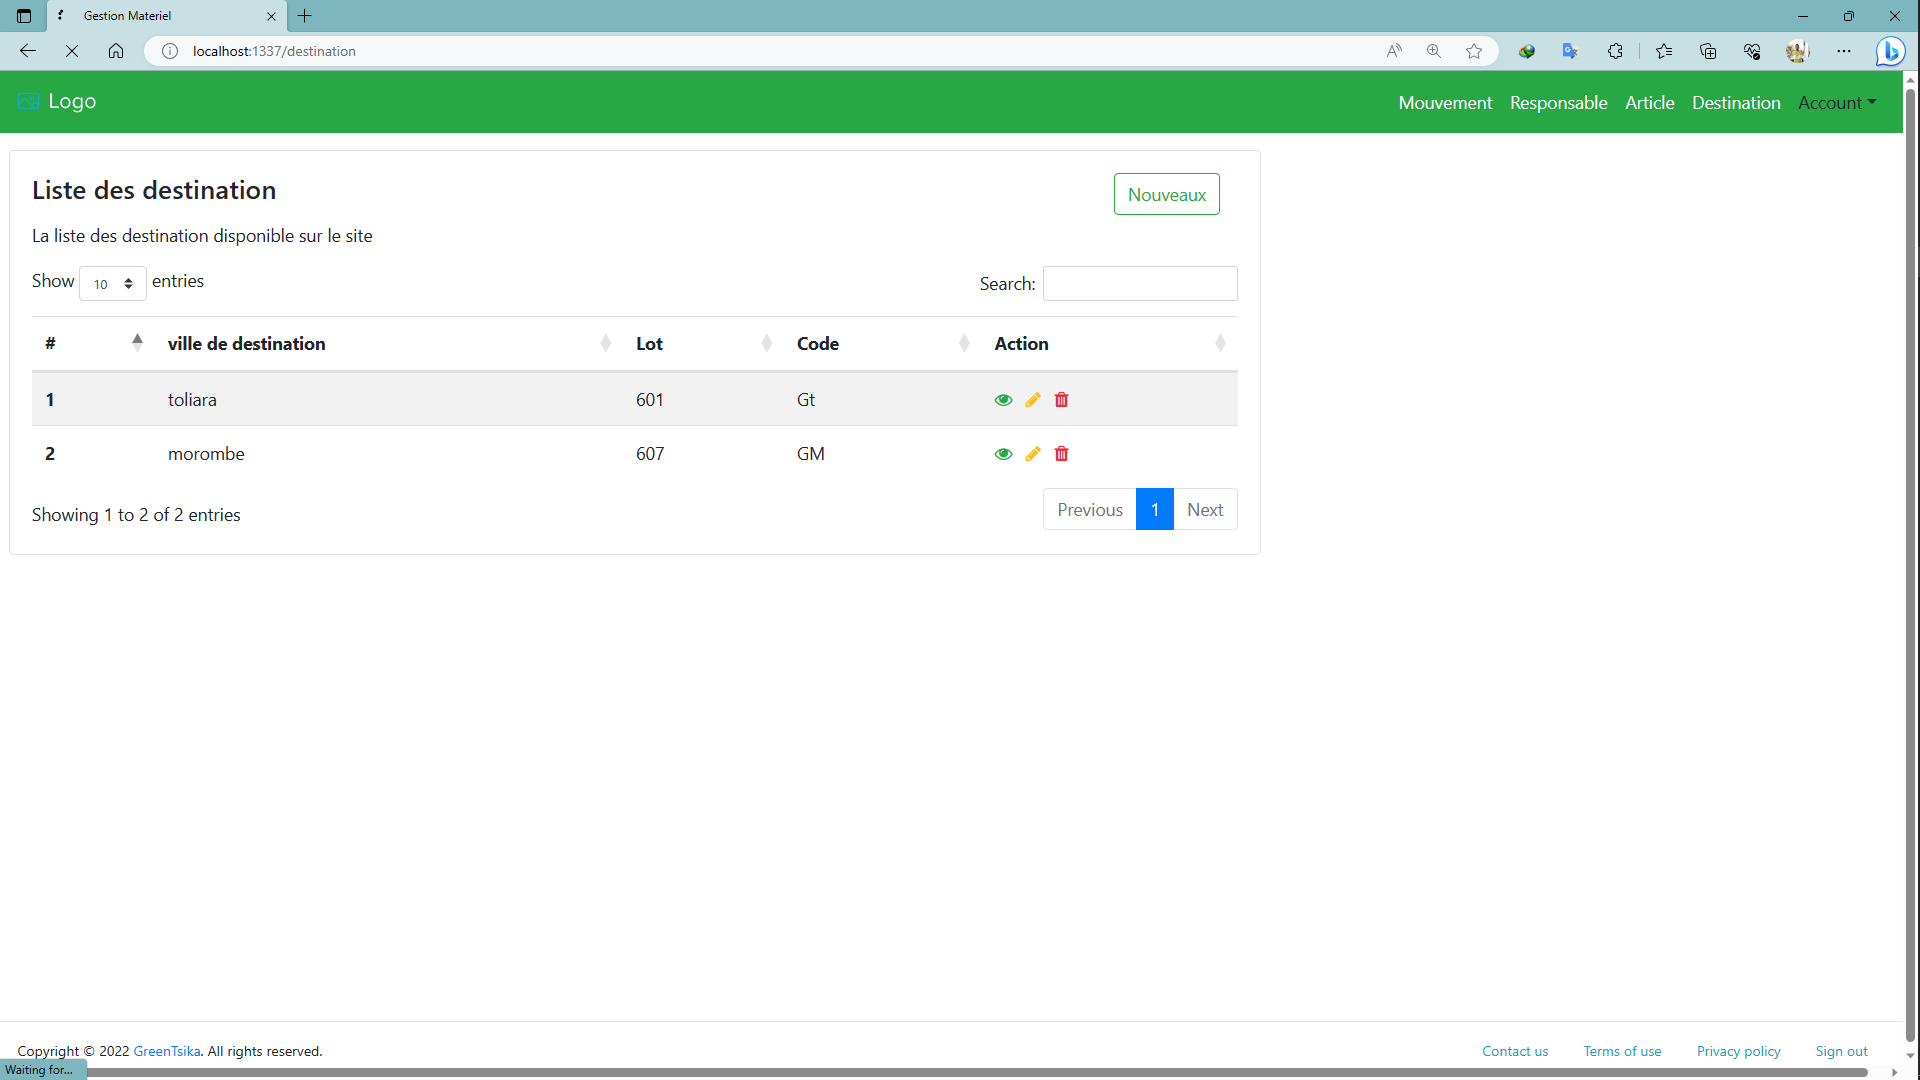 Gestion Materiel
localhost:1337/destination
Logo
Mouvement Responsable Article Destination Account
Liste des destination
Nouveaux
La liste des destination disponible sur le site
Show 10 entries
Search:
# ville de destination Lot Code Action
1 toliara 601 Gt
2 morombe 607 GM
Showing 1 to 2 of 2 entries
Previous 1 Next
Copyright © 2022 GreenTsika. All rights reserved.
Contact us Terms of use Privacy policy Sign out
Waiting for...